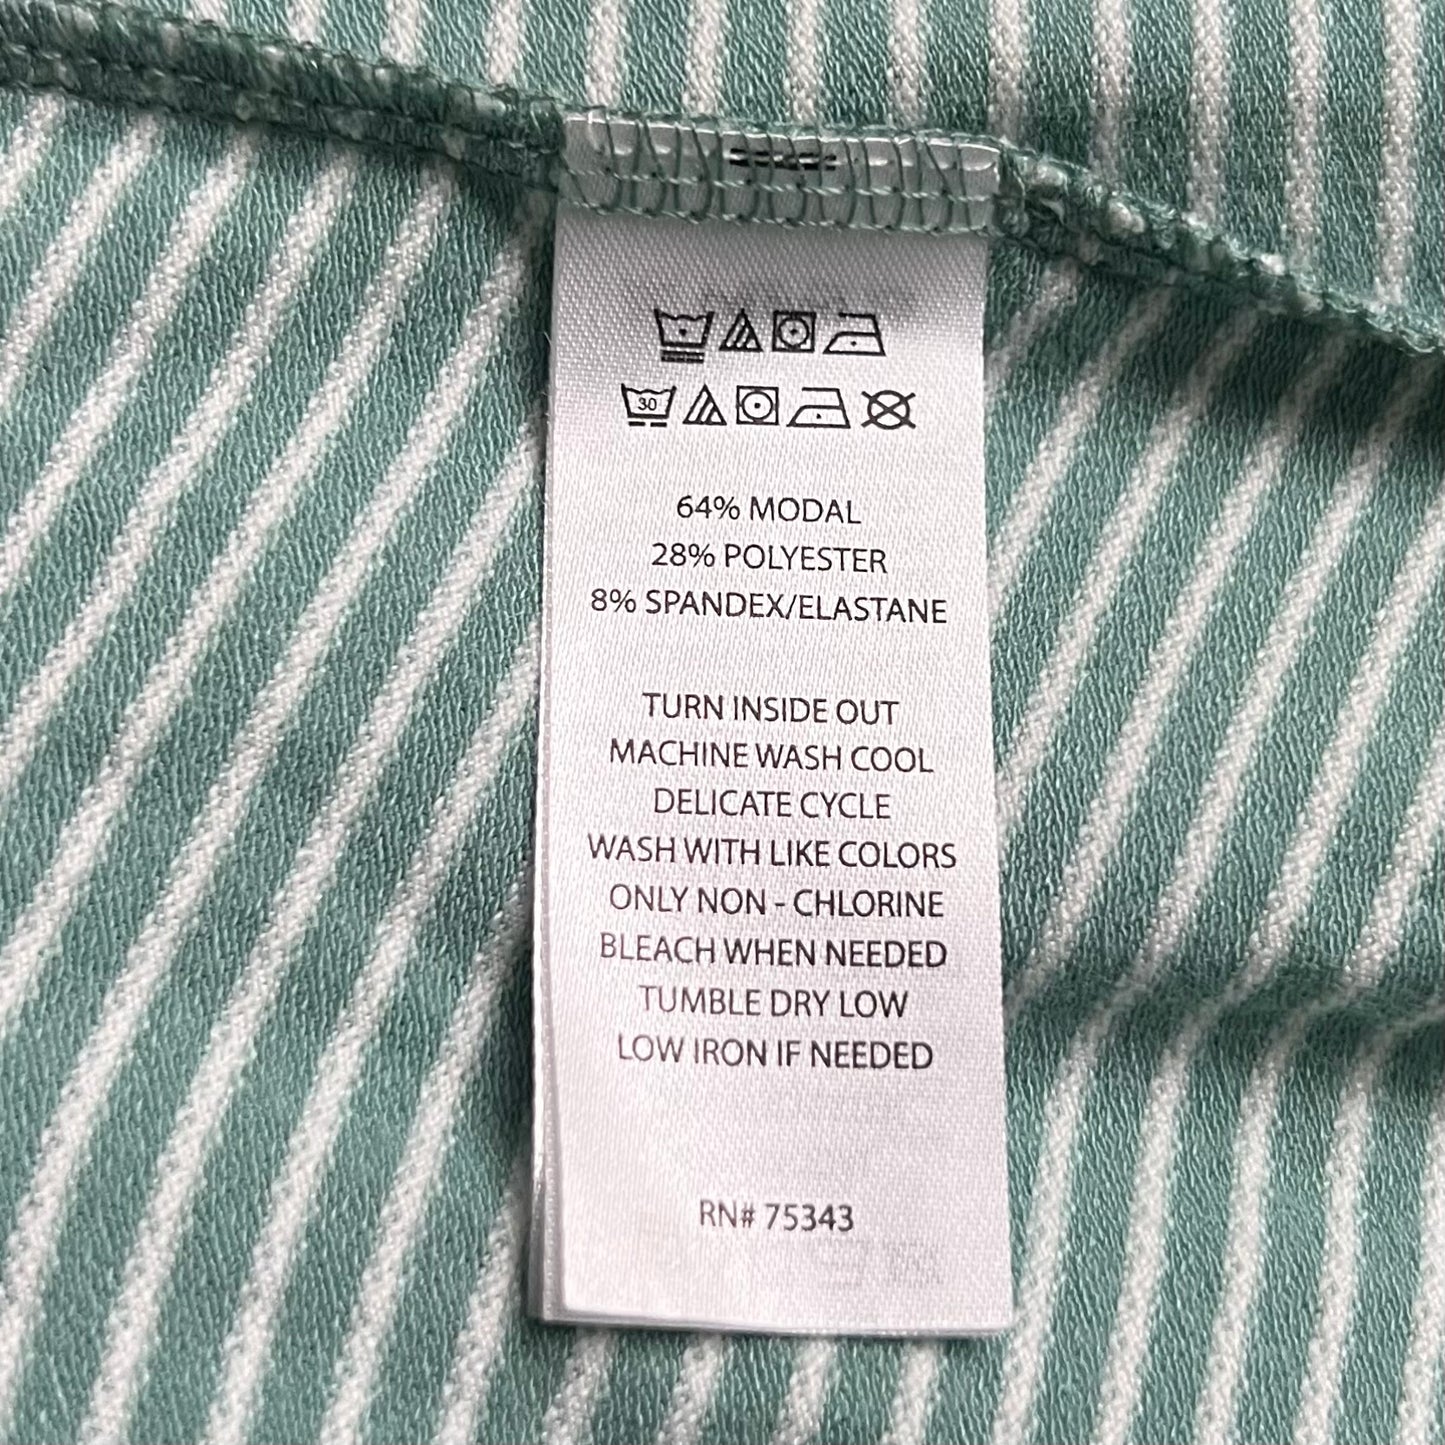 30
64% MODAL
28% POLYESTER
8% SPANDEX/ELASTANE
TURN INSIDE OUT
MACHINE WASH COOL
DELICATE CYCLE
WASH WITH LIKE COLORS
ONLY NON - CHLORINE
BLEACH WHEN NEEDED
TUMBLE DRY LOW
LOW IRON IF NEEDED
RN# 75343